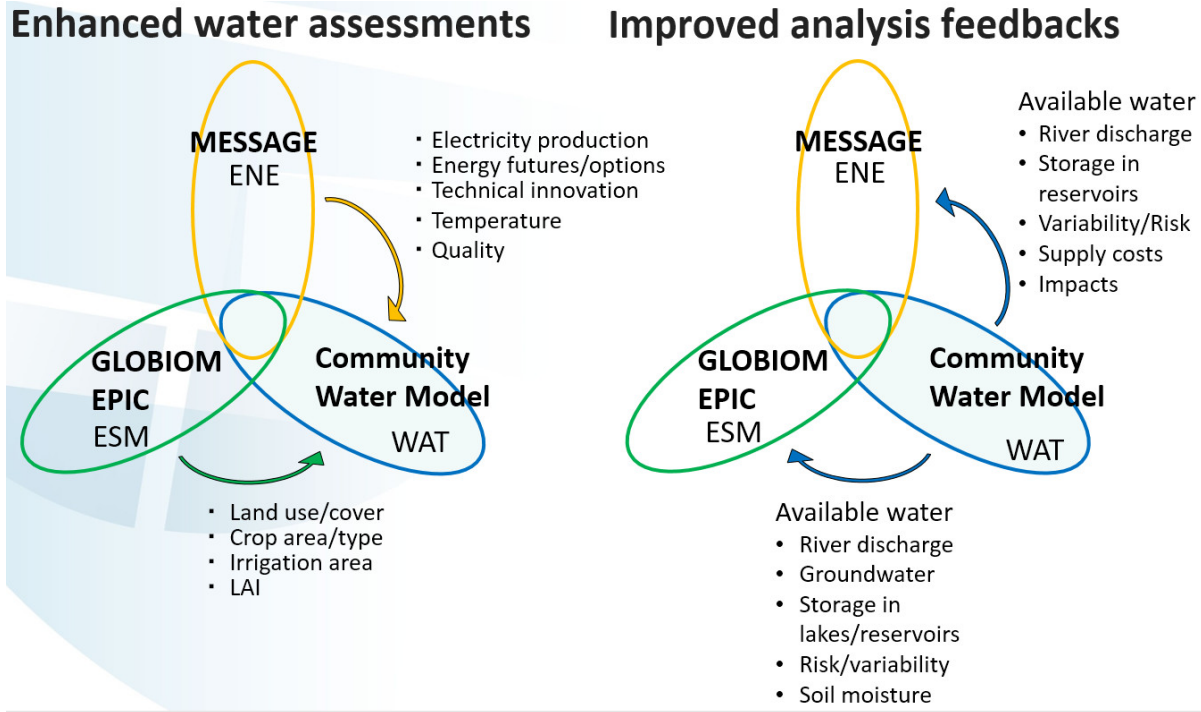 Enhanced water assessments
MESSAGE
ENE
▪ Electricity production
▪ Energy futures/options
▪ Technical innovation
▪ Temperature
▪ Quality
GLOBIOM
EPIC
ESM
Community
Water Model
WAT
▪ Land use/cover
▪ Crop area/type
▪ Irrigation area
▪ LAI
Improved analysis feedbacks
MESSAGE
ENE
Available water
• River discharge
• Storage in
reservoirs
• Variability/Risk
• Supply costs
• Impacts
GLOBIOM
EPIC
ESM
Community
Water Model
WAT
Available water
• River discharge
• Groundwater
• Storage in
lakes/reservoirs
• Risk/variability
• Soil moisture